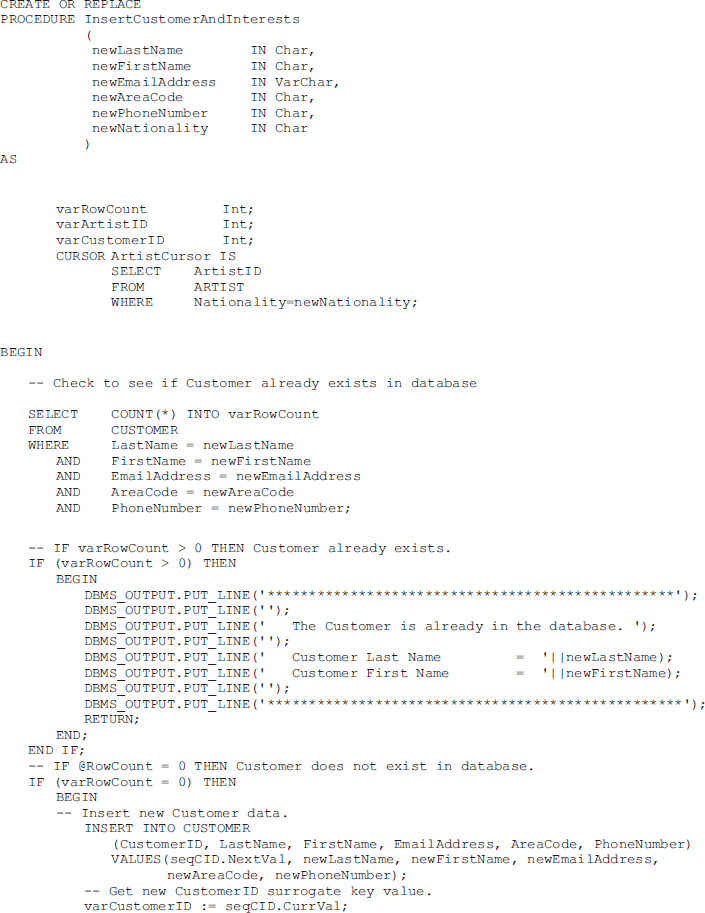 CREATE OR REPLACE
PROCEDURE InsertCustomerAndInterests
(
newLastName IN Char,
newFirstName IN Char,
newEmailAddress IN VarChar,
newAreaCode IN Char,
newPhoneNumber IN Char,
newNationality IN Char
)
AS
varRowCount Int;
varArtistID Int;
varCustomerID Int;
CURSOR ArtistCursor IS
SELECT ArtistID
FROM ARTIST
WHERE Nationality=newNationality;
BEGIN
-- Check to see if Customer already exists in database
SELECT COUNT(*) INTO varRowCount
FROM CUSTOMER
WHERE LastName = newLastName
AND FirstName = newFirstName
AND EmailAddress = newEmailAddress
AND AreaCode = newAreaCode
AND PhoneNumber = newPhoneNumber;
-- IF varRowCount > 0 THEN Customer already exists.
IF (varRowCount > 0) THEN
BEGIN
DBMS_OUTPUT.PUT_LINE('*************************************************');
DBMS_OUTPUT.PUT_LINE('');
DBMS_OUTPUT.PUT_LINE('   The Customer is already in the database. ');
DBMS_OUTPUT.PUT_LINE('');
DBMS_OUTPUT.PUT_LINE('   Customer Last Name         =  '||newLastName);
DBMS_OUTPUT.PUT_LINE('   Customer First Name        =  '||newFirstName);
DBMS_OUTPUT.PUT_LINE('');
DBMS_OUTPUT.PUT_LINE('**************************************************');
RETURN;
END;
END IF;
-- IF @RowCount = 0 THEN Customer does not exist in database.
IF (varRowCount = 0) THEN
BEGIN
-- Insert new Customer data.
INSERT INTO CUSTOMER
(CustomerID, LastName, FirstName, EmailAddress, AreaCode, PhoneNumber)
VALUES(seqCID.NextVal, newLastName, newFirstName, newEmailAddress,
newAreaCode, newPhoneNumber);
-- Get new CustomerID surrogate key value.
varCustomerID := seqCID.CurrVal;